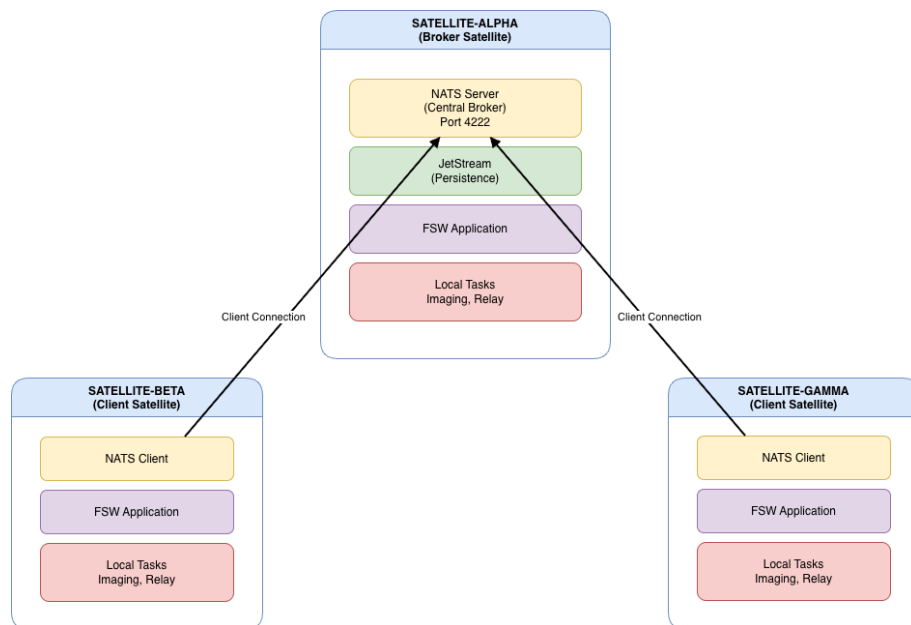 SATELLITE-ALPHA
(Broker Satellite)
NATS Server
(Central Broker)
Port 4222
JetStream
(Persistence)
FSW Application
Local Tasks
Imaging, Relay
Client Connection
Client Connection
SATELLITE-BETA
(Client Satellite)
NATS Client
FSW Application
Local Tasks
Imaging, Relay
SATELLITE-GAMMA
(Client Satellite)
NATS Client
FSW Application
Local Tasks
Imaging, Relay